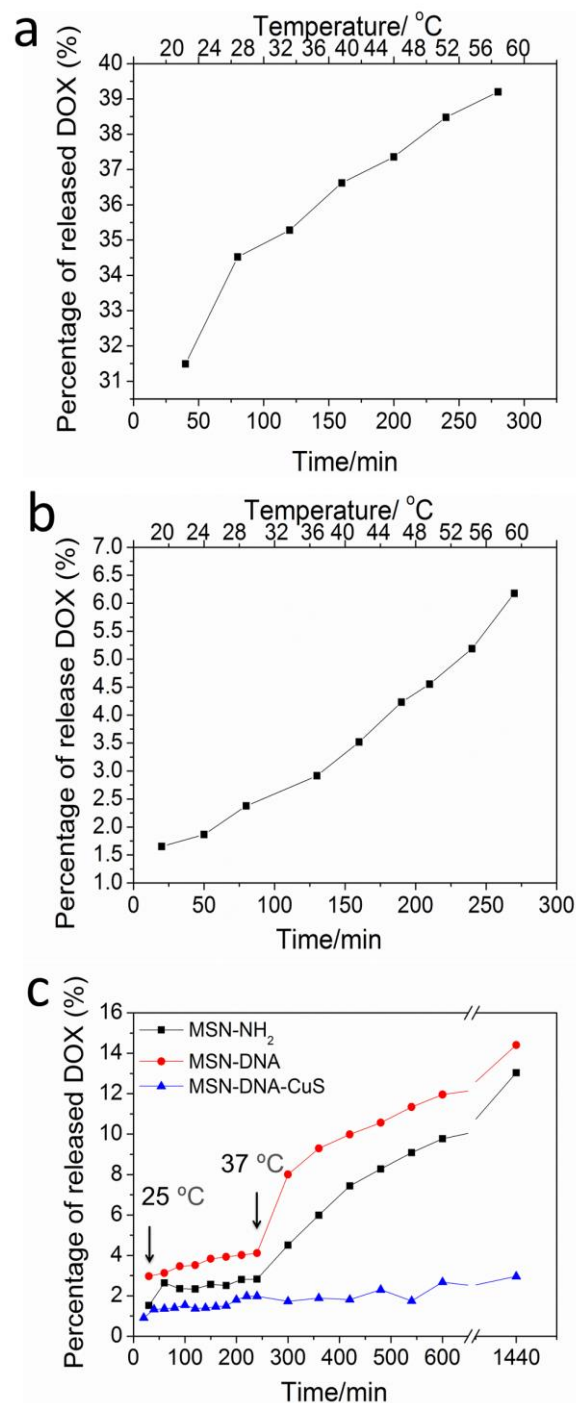 a
Temperature/ °C
20 24 28 32 36 40 44 48 52 56 60
Percentage of released DOX (%)
40
39
38
37
36
35
34
33
32
31
0 50 100 150 200 250 300
Time/min
b
Temperature/ °C
20 24 28 32 36 40 44 48 52 56 60
Percentage of release DOX (%)
7.0
6.5
6.0
5.5
5.0
4.5
4.0
3.5
3.0
2.5
2.0
1.5
1.0
0 50 100 150 200 250 300
Time/min
c
Percentage of released DOX (%)
16
14
12
10
8
6
4
2
0
MSN-NH₂
MSN-DNA
MSN-DNA-CuS
37 °C
25 °C
0 100 200 300 400 500 600 1440
Time/min